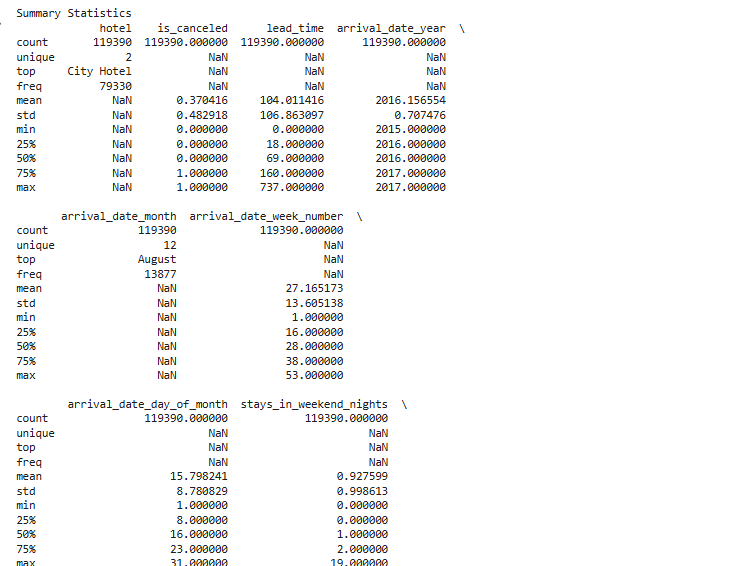 Summary Statistics
hotel is_canceled lead_time arrival_date_year \
count 119390 119390.000000 119390.000000 119390.000000
unique 2 NaN NaN NaN
top City Hotel NaN NaN NaN
freq 79330 NaN NaN NaN
mean NaN 0.370416 104.011416 2016.156554
std NaN 0.482918 106.863097 0.707476
min NaN 0.000000 0.000000 2015.000000
25% NaN 0.000000 18.000000 2016.000000
50% NaN 0.000000 69.000000 2016.000000
75% NaN 1.000000 160.000000 2017.000000
max NaN 1.000000 737.000000 2017.000000
arrival_date_month arrival_date_week_number \
count 119390 119390.000000
unique 12 NaN
top August NaN
freq 13877 NaN
mean NaN 27.165173
std NaN 13.605138
min NaN 1.000000
25% NaN 16.000000
50% NaN 28.000000
75% NaN 38.000000
max NaN 53.000000
arrival_date_day_of_month stays_in_weekend_nights \
count 119390.000000 119390.000000
unique NaN NaN
top NaN NaN
freq NaN NaN
mean 15.798241 0.927599
std 8.780829 0.998613
min 1.000000 0.000000
25% 8.000000 0.000000
50% 16.000000 1.000000
75% 23.000000 2.000000
max 31.000000 19.000000